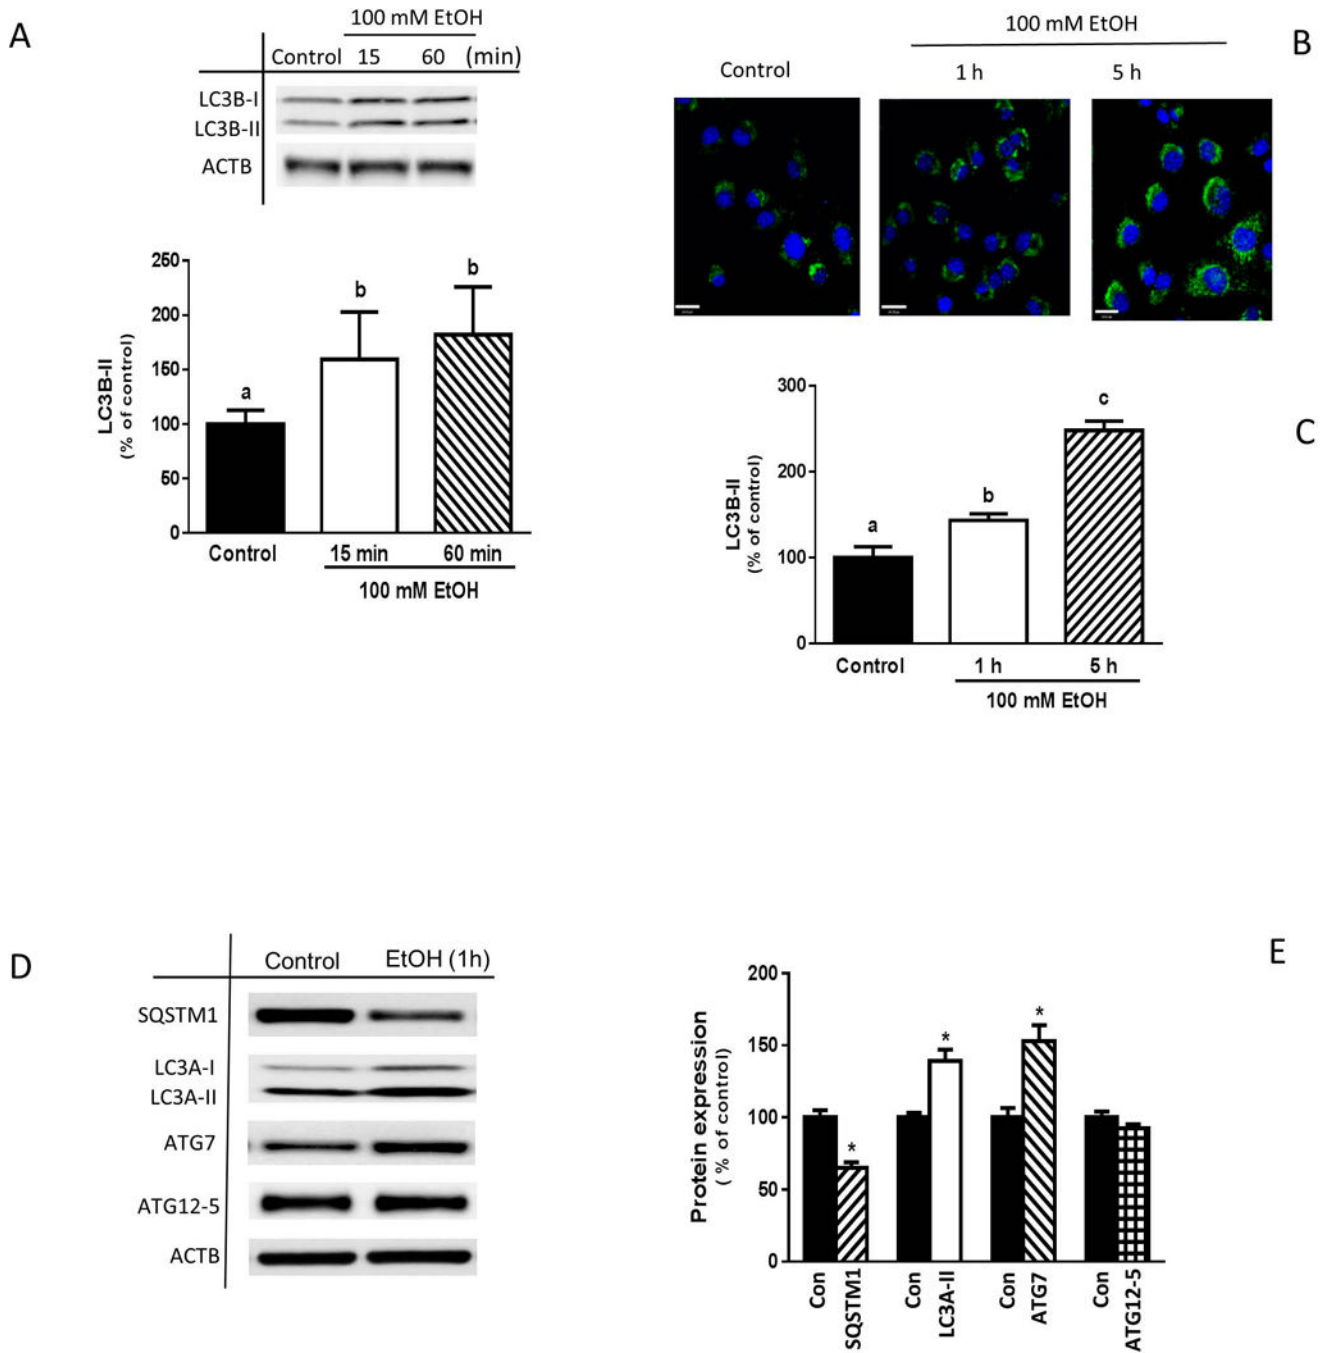 A
100 mM EtOH
Control 15 60 (min)
LC3B-I
LC3B-II
ACTB
250
200
150
100
50
0
LC3B-II
(% of control)
a
b
b
Control
15 min
60 min
100 mM EtOH
B
100 mM EtOH
Control
1 h
5 h
C
300
200
100
0
LC3B-II
(% of control)
a
b
c
Control
1 h
5 h
100 mM EtOH
D
Control
EtOH (1h)
SQSTM1
LC3A-I
LC3A-II
ATG7
ATG12-5
ACTB
E
200
150
100
50
0
Protein expression
( % of control)
*
*
*
Con
SQSTM1
Con
LC3A-II
Con
ATG7
Con
ATG12-5